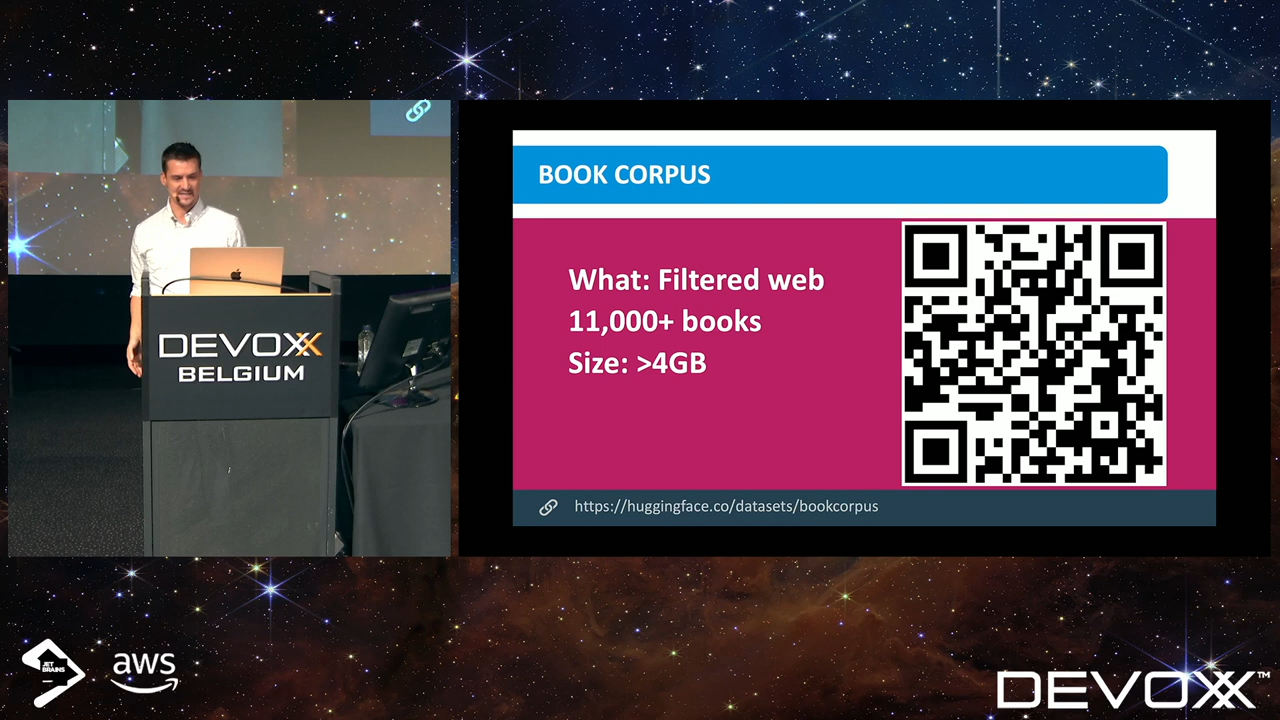 DEVOXX
BELGIUM
BOOK CORPUS
What: Filtered web
11,000+ books
Size: >4GB
https://huggingface.co/datasets/bookcorpus
JET
BRAINS
aws
DEVOXX™